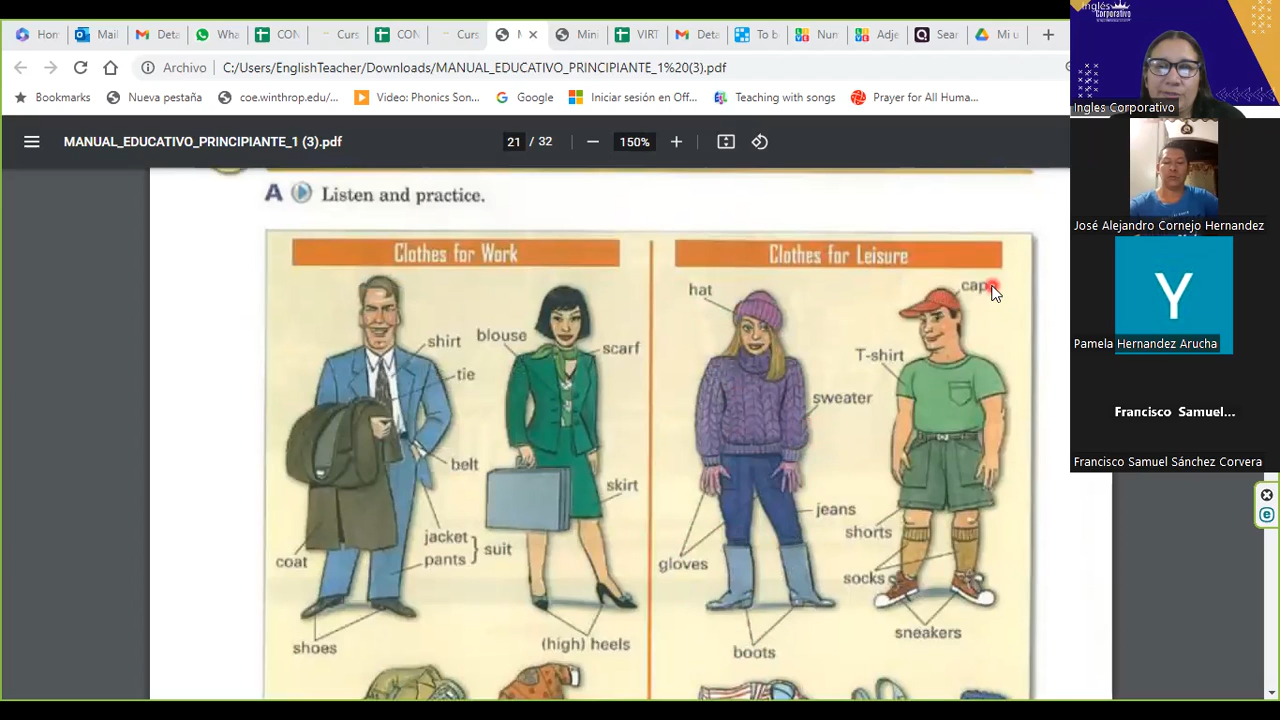 Hom
Mail
Deta
Wha
CON
Curs
CON
Curs
Mini
VIRT
Deta
To b
Nun
Adje
Sear
Mi u
Archivo
C:/Users/EnglishTeacher/Downloads/MANUAL_EDUCATIVO_PRINCIPIANTE_1%20(3).pdf
Bookmarks
Nueva pestaña
coe.winthrop.edu/...
Video: Phonics Son...
Google
Iniciar sesión en Off...
Teaching with songs
Prayer for All Huma...
MANUAL_EDUCATIVO_PRINCIPIANTE_1 (3).pdf
21 / 32
150%
A Listen and practice.
Clothes for Work
shirt
tie
blouse
scarf
belt
skirt
jacket
pants
suit
coat
shoes
(high) heels
Clothes for Leisure
hat
cap
T-shirt
sweater
jeans
shorts
gloves
socks
sneakers
boots
Inglés
Corporativo
Ingles Corporativo
José Alejandro Cornejo Hernandez
Y
Pamela Hernandez Arucha
Francisco Samuel...
Francisco Samuel Sánchez Corvera